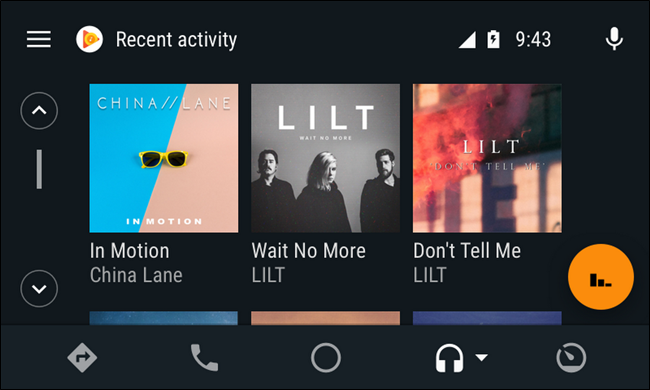 Recent activity
9:43
CHINA//LANE
IN MOTION
LILT
WAIT NO MORE
LILT
DON'T TELL ME
In Motion
China Lane
Wait No More
LILT
Don't Tell Me
LILT